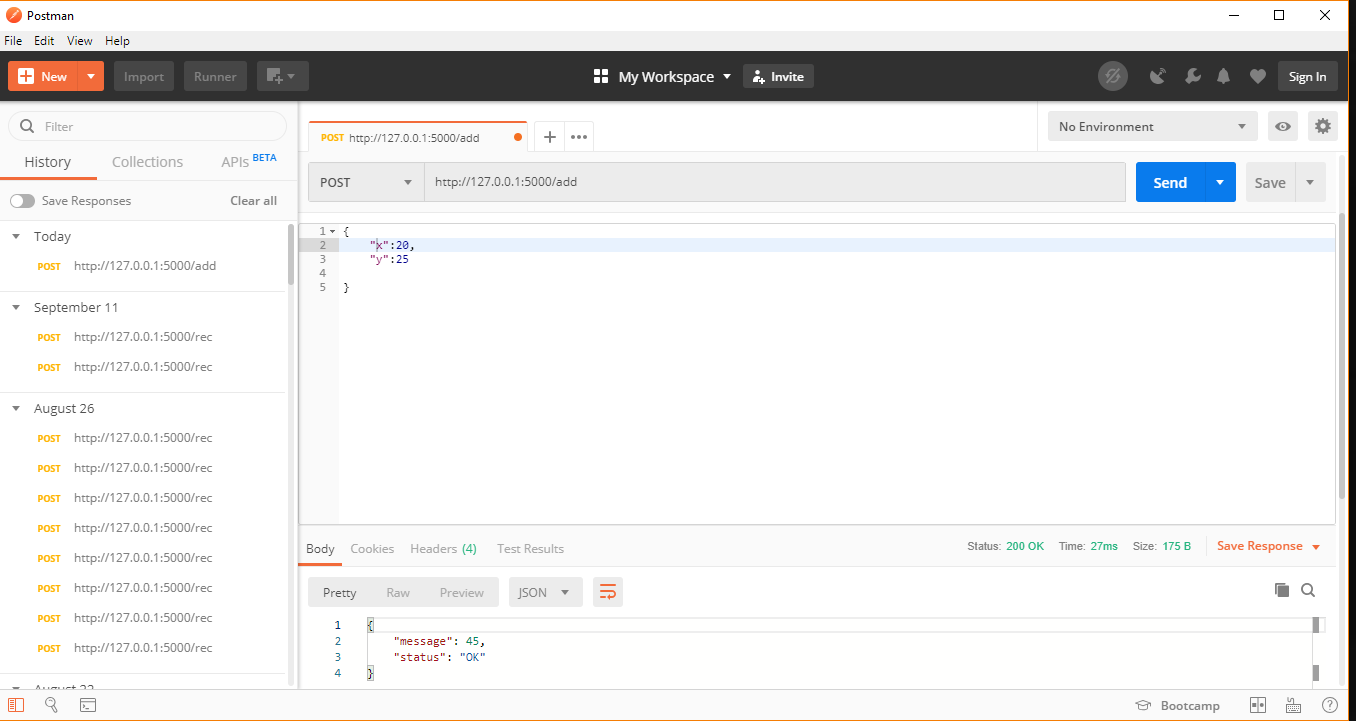 Postman
File Edit View Help
New Import Runner My Workspace Invite Sign In
Filter
History Collections APIs BETA
Save Responses Clear all
Today
POST http://127.0.0.1:5000/add
September 11
POST http://127.0.0.1:5000/rec
POST http://127.0.0.1:5000/rec
August 26
POST http://127.0.0.1:5000/rec
POST http://127.0.0.1:5000/rec
POST http://127.0.0.1:5000/rec
POST http://127.0.0.1:5000/rec
POST http://127.0.0.1:5000/rec
POST http://127.0.0.1:5000/rec
POST http://127.0.0.1:5000/rec
POST http://127.0.0.1:5000/rec
August 22
POST http://127.0.0.1:5000/add
No Environment
POST http://127.0.0.1:5000/add Send Save
1 {
2 "x":20,
3 "y":25
4
5 }
Body Cookies Headers (4) Test Results Status: 200 OK Time: 27ms Size: 175 B Save Response
Pretty Raw Preview JSON
1 {
2 "message": 45,
3 "status": "OK"
4 }
Bootcamp